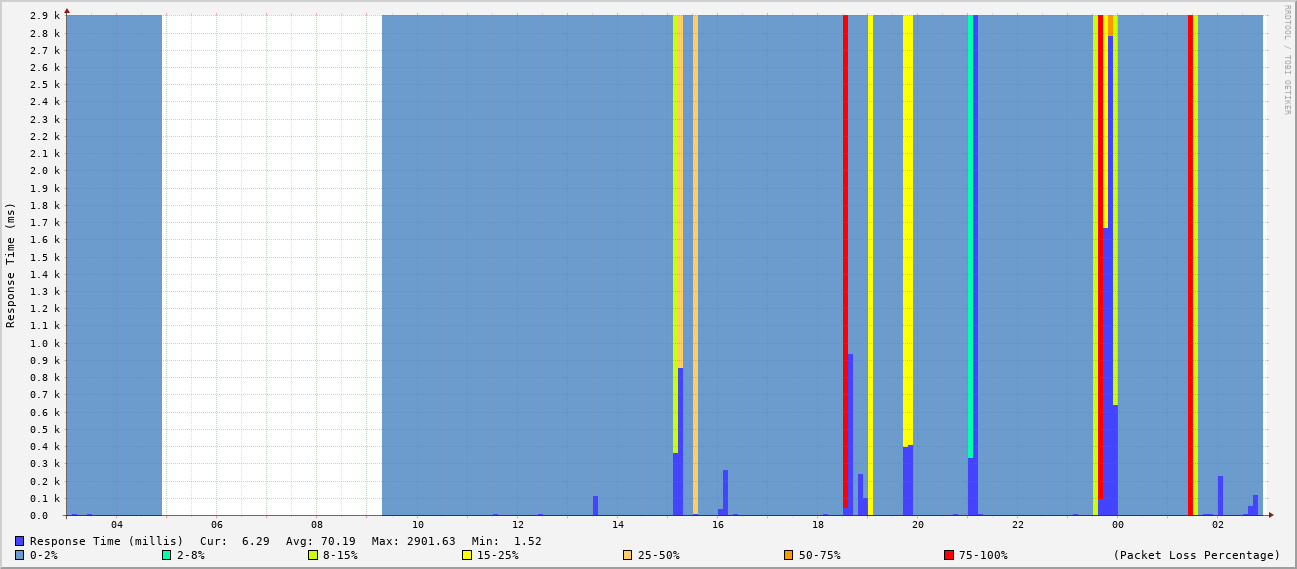 2.9 k
2.8 k
2.7 k
2.6 k
2.5 k
2.4 k
2.3 k
2.2 k
2.1 k
2.0 k
1.9 k
1.8 k
1.7 k
1.6 k
1.5 k
1.4 k
1.3 k
1.2 k
1.1 k
1.0 k
0.9 k
0.8 k
0.7 k
0.6 k
0.5 k
0.4 k
0.3 k
0.2 k
0.1 k
0.0
Response Time (ms)
RRDTOOL / TOBI OETIKER
04 06 08 10 12 14 16 18 20 22 00 02
Response Time (millis) Cur: 6.29 Avg: 70.19 Max: 2901.63 Min: 1.52
0-2% 2-8% 8-15% 15-25% 25-50% 50-75% 75-100% (Packet Loss Percentage)